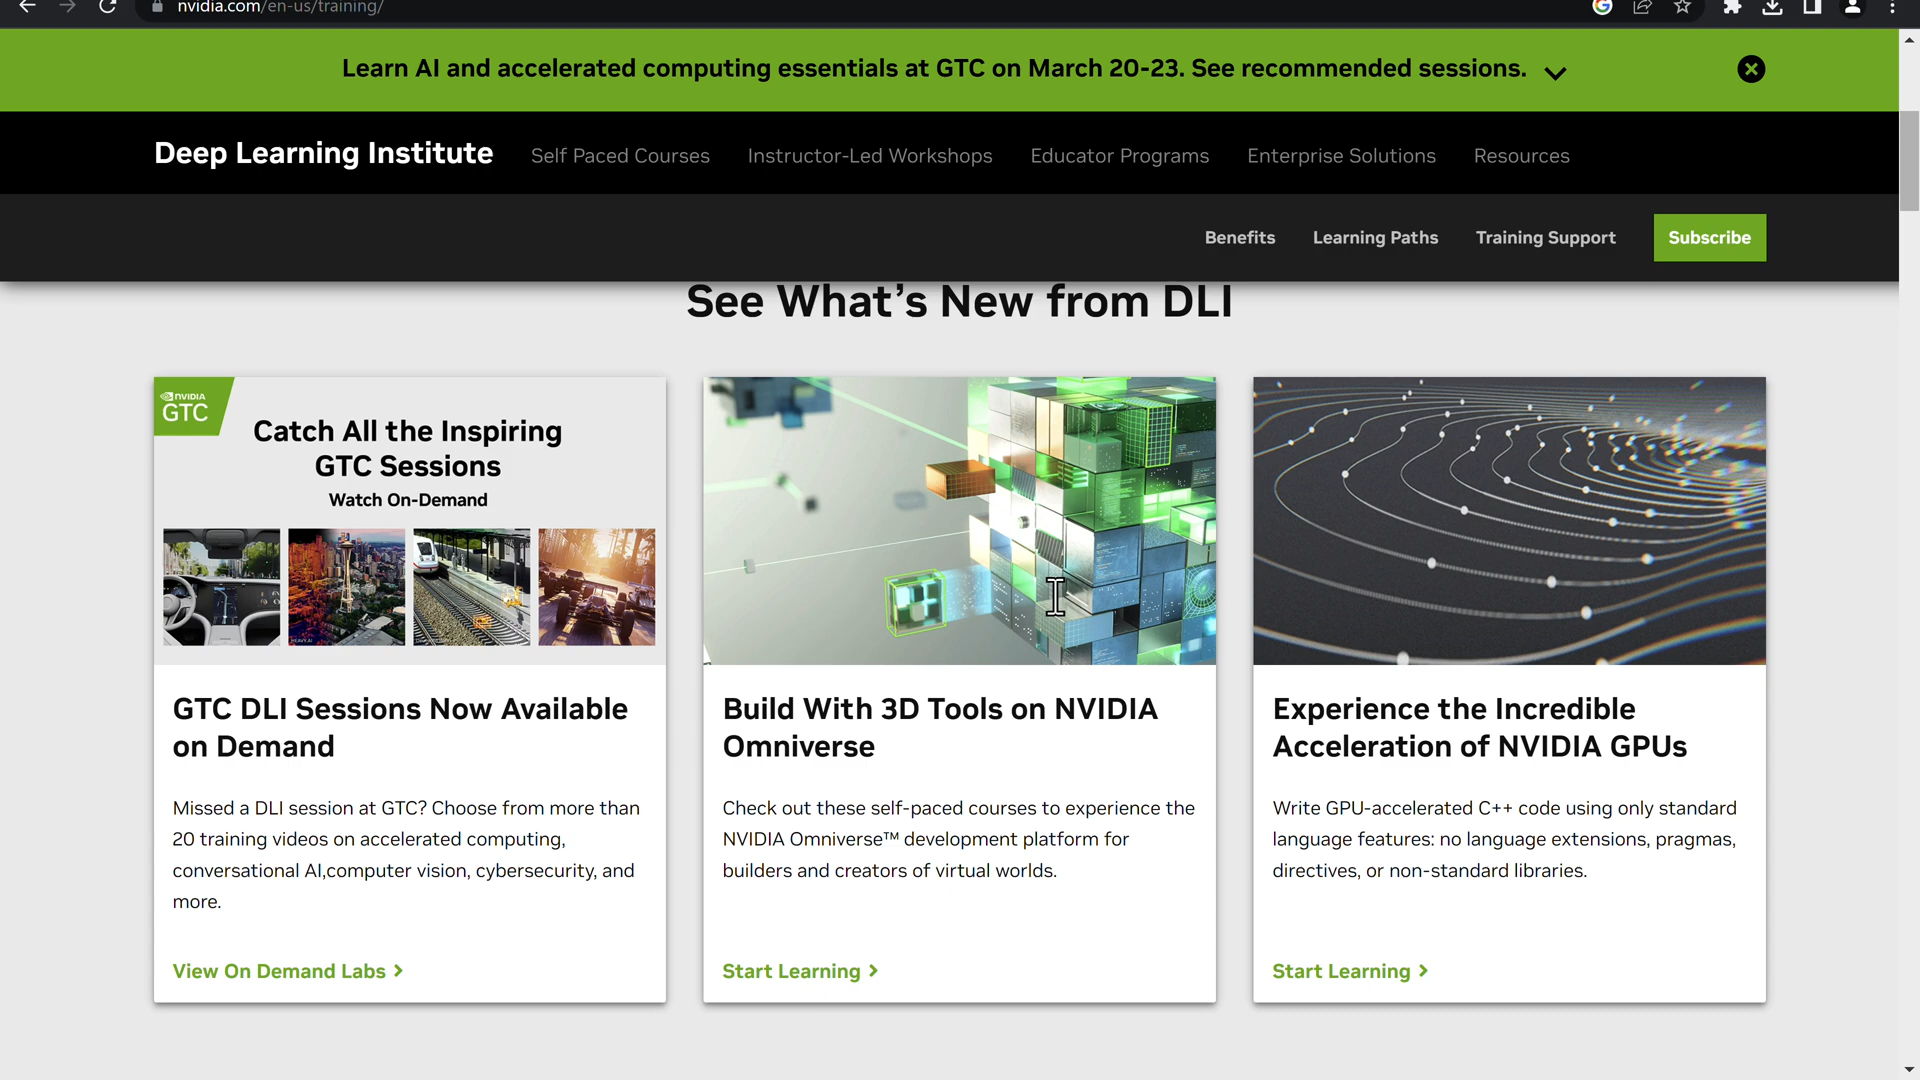 nvidia.com/en-us/training/
Learn AI and accelerated computing essentials at GTC on March 20-23. See recommended sessions.
Deep Learning Institute
Self Paced Courses
Instructor-Led Workshops
Educator Programs
Enterprise Solutions
Resources
Benefits
Learning Paths
Training Support
Subscribe
See What's New from DLI
NVIDIA
GTC
Catch All the Inspiring
GTC Sessions
Watch On-Demand
GTC DLI Sessions Now Available
on Demand
Missed a DLI session at GTC? Choose from more than
20 training videos on accelerated computing,
conversational AI,computer vision, cybersecurity, and
more.
View On Demand Labs
Build With 3D Tools on NVIDIA
Omniverse
Check out these self-paced courses to experience the
NVIDIA Omniverse™ development platform for
builders and creators of virtual worlds.
Start Learning
Experience the Incredible
Acceleration of NVIDIA GPUs
Write GPU-accelerated C++ code using only standard
language features: no language extensions, pragmas,
directives, or non-standard libraries.
Start Learning